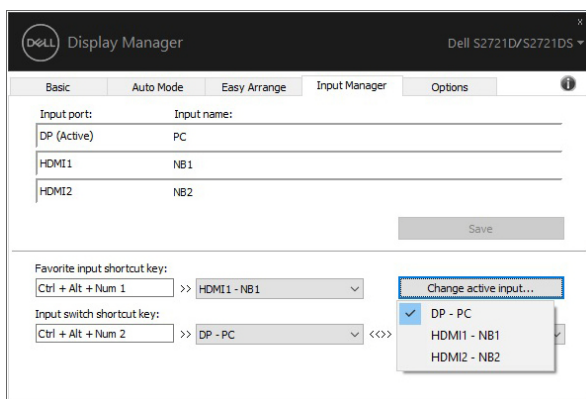 DELL Display Manager
Dell S2721D/S2721DS
x
Basic Auto Mode Easy Arrange Input Manager Options
Input port: Input name:
DP (Active) PC
HDMI1 NB1
HDMI2 NB2
Save
Favorite input shortcut key:
Ctrl + Alt + Num 1 >> HDMI1 - NB1 Change active input...
Input switch shortcut key:
Ctrl + Alt + Num 2 >> DP - PC <<>>
DP - PC
HDMI1 - NB1
HDMI2 - NB2